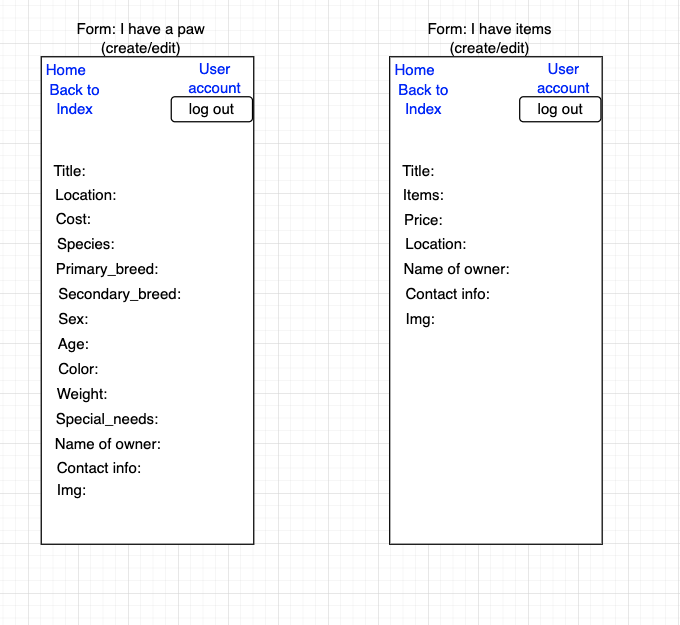 Form: I have a paw
(create/edit)
Home
User
account
Back to
Index
log out
Title:
Location:
Cost:
Species:
Primary_breed:
Secondary_breed:
Sex:
Age:
Color:
Weight:
Special_needs:
Name of owner:
Contact info:
Img:
Form: I have items
(create/edit)
Home
User
account
Back to
Index
log out
Title:
Items:
Price:
Location:
Name of owner:
Contact info:
Img: